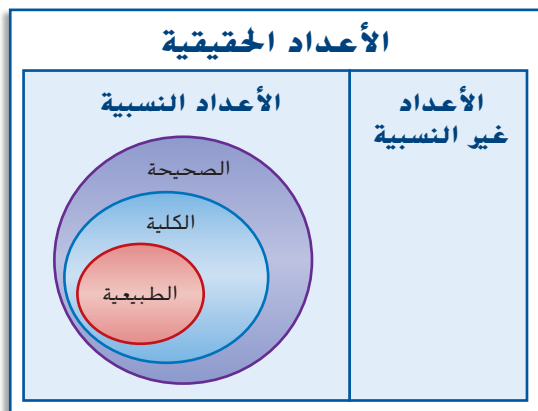 الأعداد الحقيقية
الأعداد
غير النسبية
الأعداد النسبية
الصحيحة
الكلية
الطبيعية